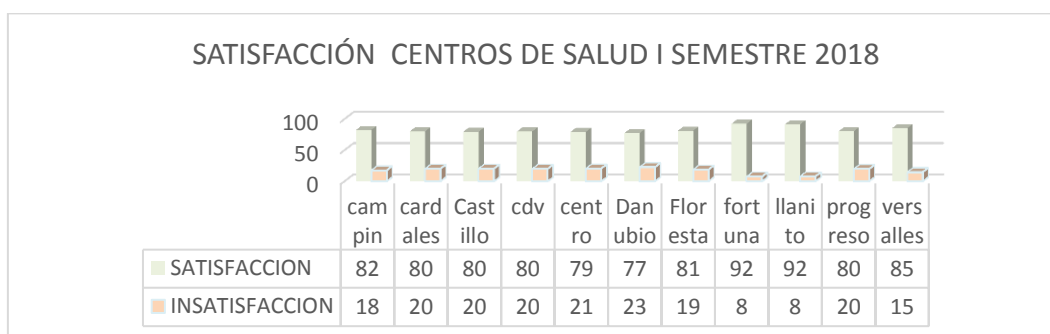 SATISFACCIÓN CENTROS DE SALUD I SEMESTRE 2018
100
50
0
cam card Cast cdv cent Dan Flor fort llani prog vers
pin ales illo ro ubio esta una to reso alles
SATISFACCION 82 80 80 80 79 77 81 92 92 80 85
INSATISFACCION 18 20 20 20 21 23 19 8 8 20 15